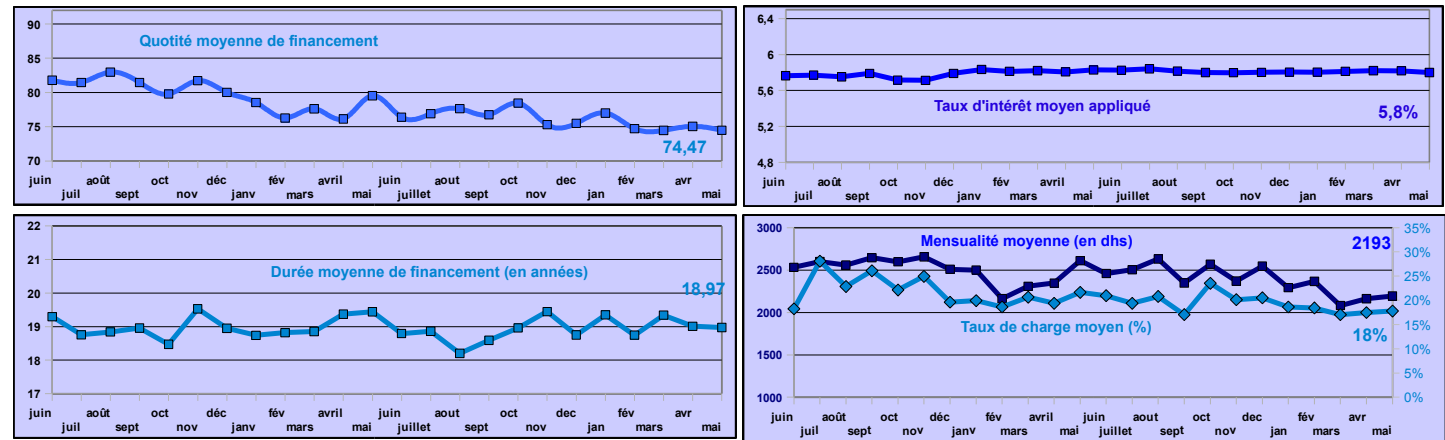 90
85
80
75
70
Quotité moyenne de financement
74,47
juin août oct déc fév avril juin aout oct dec fév avr
juil sept nov janv mars mai juillet sept nov jan mars mai
6,4
6
5,6
5,2
4,8
Taux d'intérêt moyen appliqué
5,8%
juin août oct déc fév avril juin aout oct dec fév avr
juil sept nov janv mars mai juillet sept nov jan mars mai
22
21
20
19
18
17
Durée moyenne de financement (en années)
18,97
juin août oct déc fév avril juin aout oct dec fév avr
juil sept nov janv mars mai juillet sept nov jan mars mai
3000
2500
2000
1500
1000
Mensualité moyenne (en dhs)
2193
Taux de charge moyen (%)
18%
35%
30%
25%
20%
15%
10%
5%
0%
juin août oct déc fév avril juin aout oct dec fév avr
juil sept nov janv mars mai juillet sept nov jan mars mai